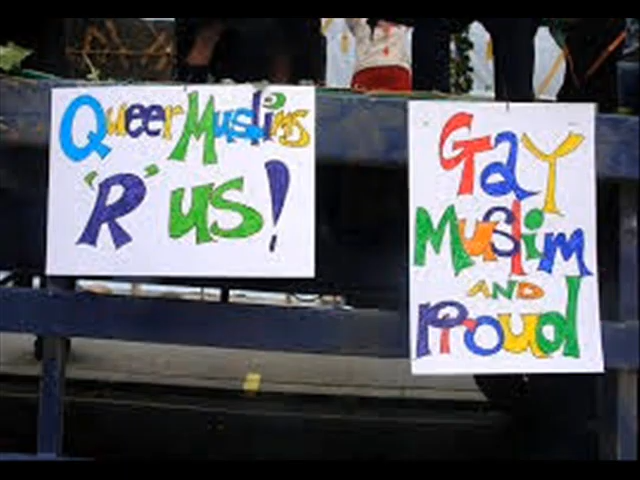 Queer Muslims
'R' US!
GAY
Muslim
AND
Proud